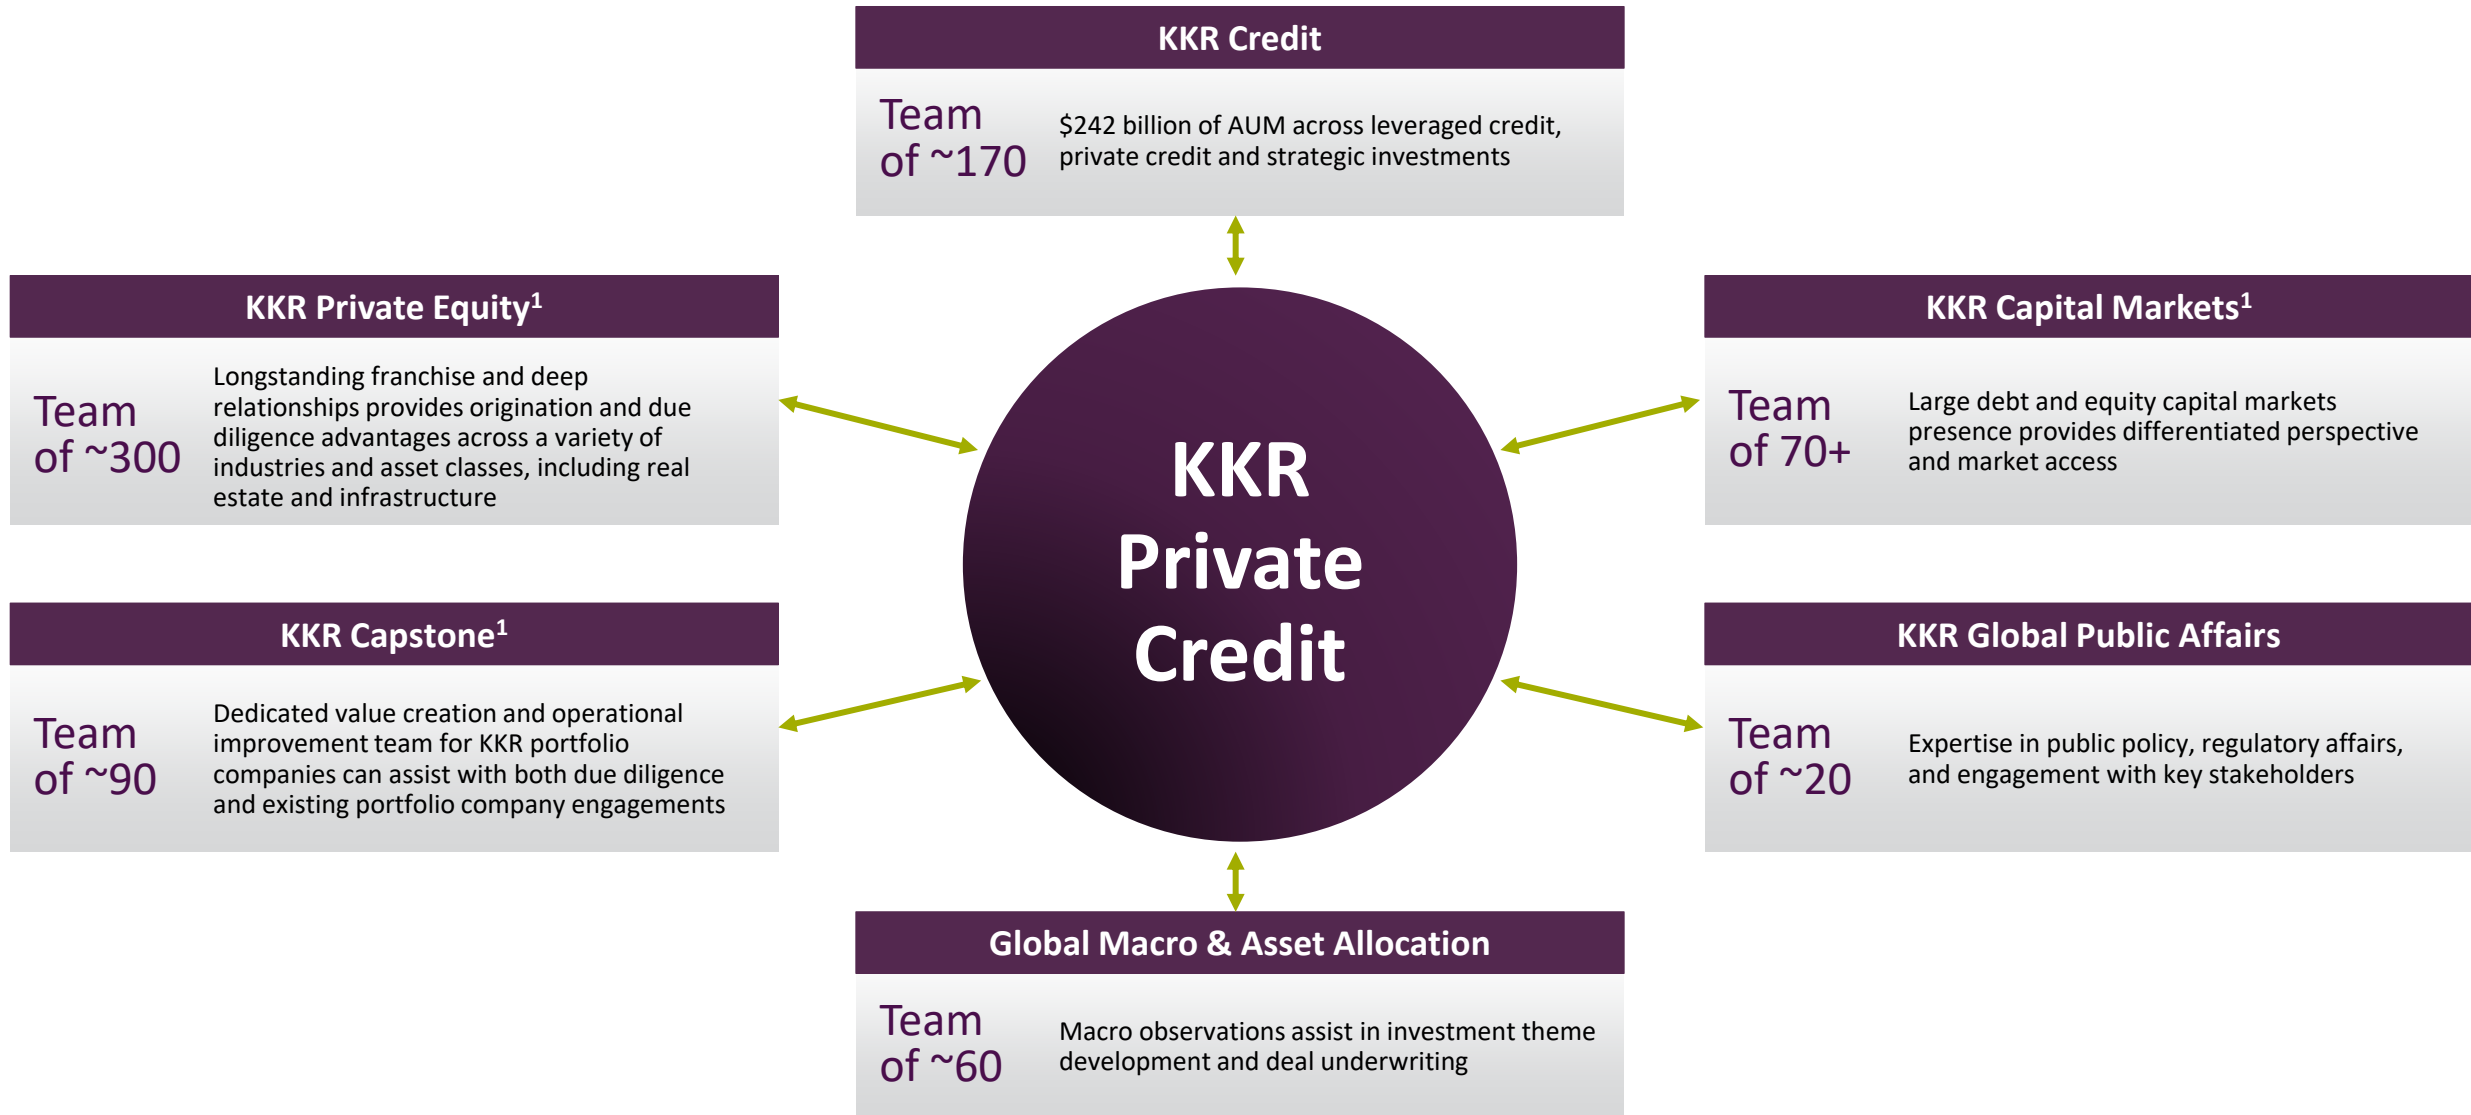 KKR Credit
Team
of ~170
$242 billion of AUM across leveraged credit,
private credit and strategic investments
KKR Private Equity¹
Team
of ~300
Longstanding franchise and deep
relationships provides origination and due
diligence advantages across a variety of
industries and asset classes, including real
estate and infrastructure
KKR Capital Markets¹
Team
of 70+
Large debt and equity capital markets
presence provides differentiated perspective
and market access
KKR
Private
Credit
KKR Capstone¹
Team
of ~90
Dedicated value creation and operational
improvement team for KKR portfolio
companies can assist with both due diligence
and existing portfolio company engagements
KKR Global Public Affairs
Team
of ~20
Expertise in public policy, regulatory affairs,
and engagement with key stakeholders
Global Macro & Asset Allocation
Team
of ~60
Macro observations assist in investment theme
development and deal underwriting